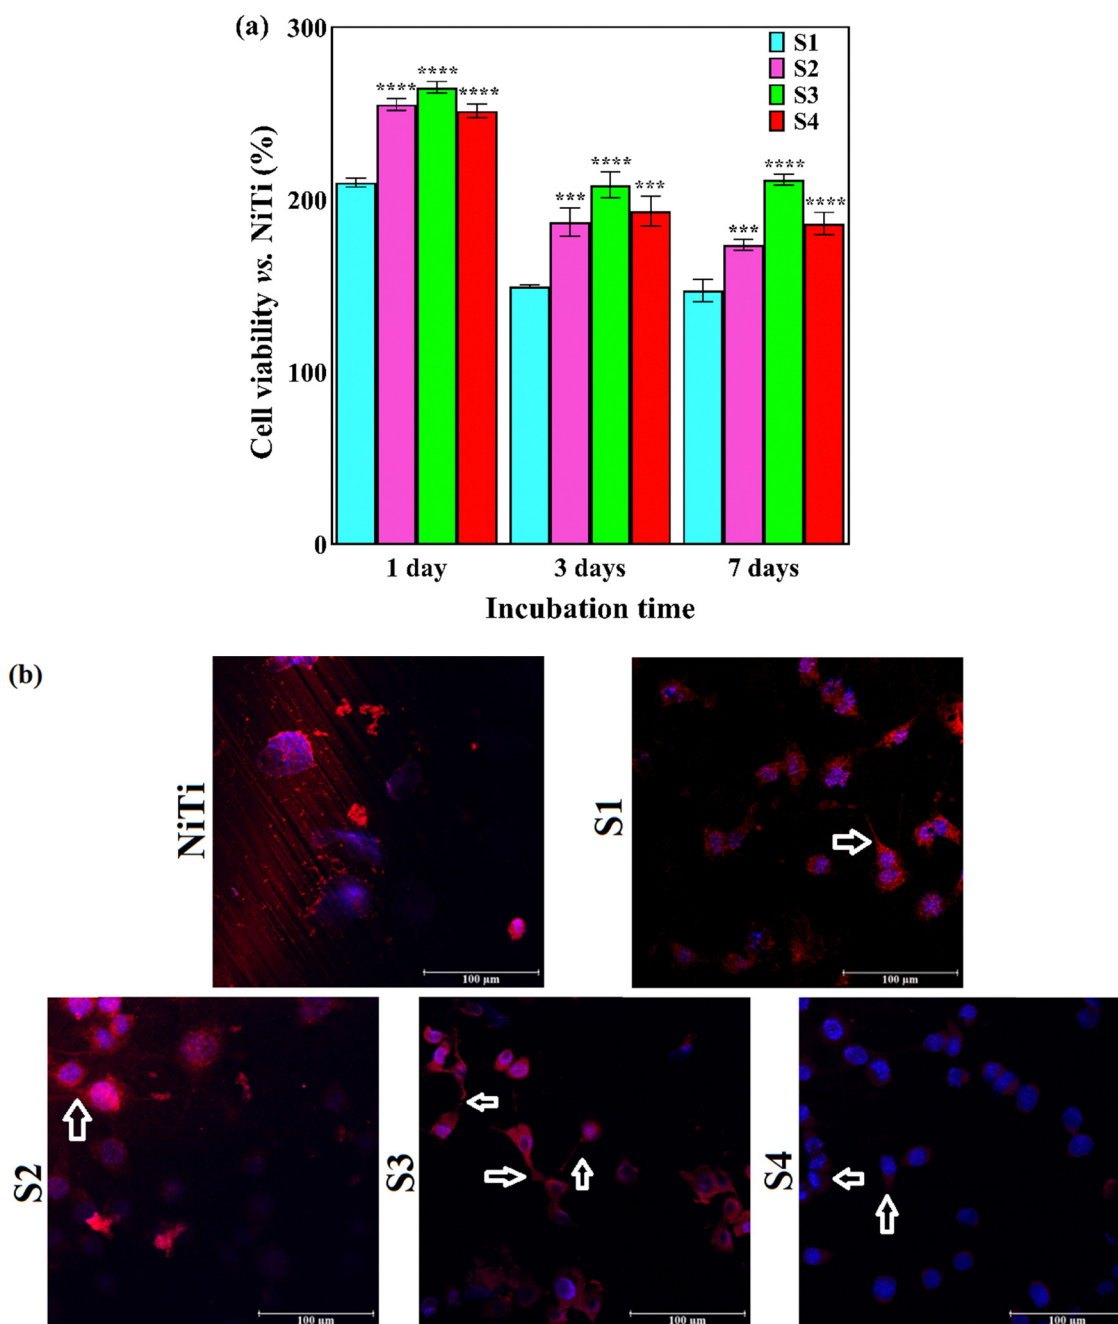 (a)
Cell viability vs. NiTi (%)
300
200
100
0
S1
S2
S3
S4
**** **** ****
*** **** ***
*** **** ****
1 day 3 days 7 days
Incubation time
(b)
NiTi
100 µm
S1
100 µm
S2
100 µm
S3
100 µm
S4
100 µm